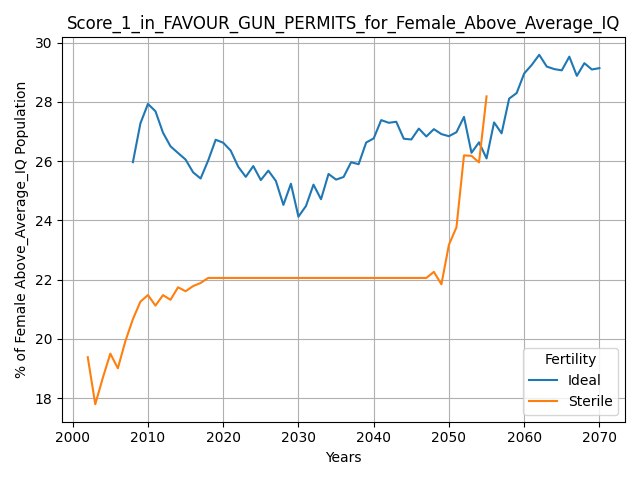 Score_1_in_FAVOUR_GUN_PERMITS_for_Female_Above_Average_IQ
% of Female Above_Average_IQ Population
30
28
26
24
22
20
18
Fertility
Ideal
Sterile
2000 2010 2020 2030 2040 2050 2060 2070
Years